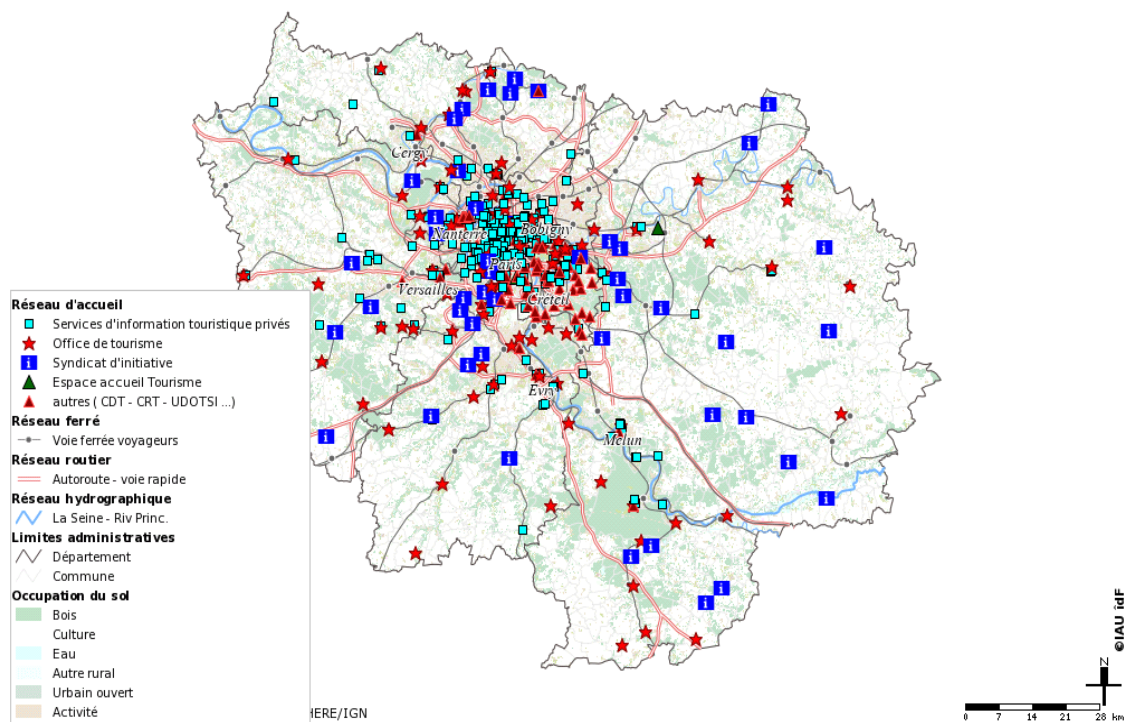 Cergy
Nanterre
Bobigny
Paris
Versailles
Créteil
Evry
Melun
Réseau d'accueil
Services d'information touristique privés
Office de tourisme
Syndicat d'initiative
Espace accueil Tourisme
autres ( CDT - CRT - UDOTSI ...)
Réseau ferré
Voie ferrée voyageurs
Réseau routier
Autoroute - voie rapide
Réseau hydrographique
La Seine - Riv Princ.
Limites administratives
Département
Commune
Occupation du sol
Bois
Culture
Eau
Autre rural
Urbain ouvert
Activité
HERE/IGN
©IAU îdF
N
0 7 14 21 28 km